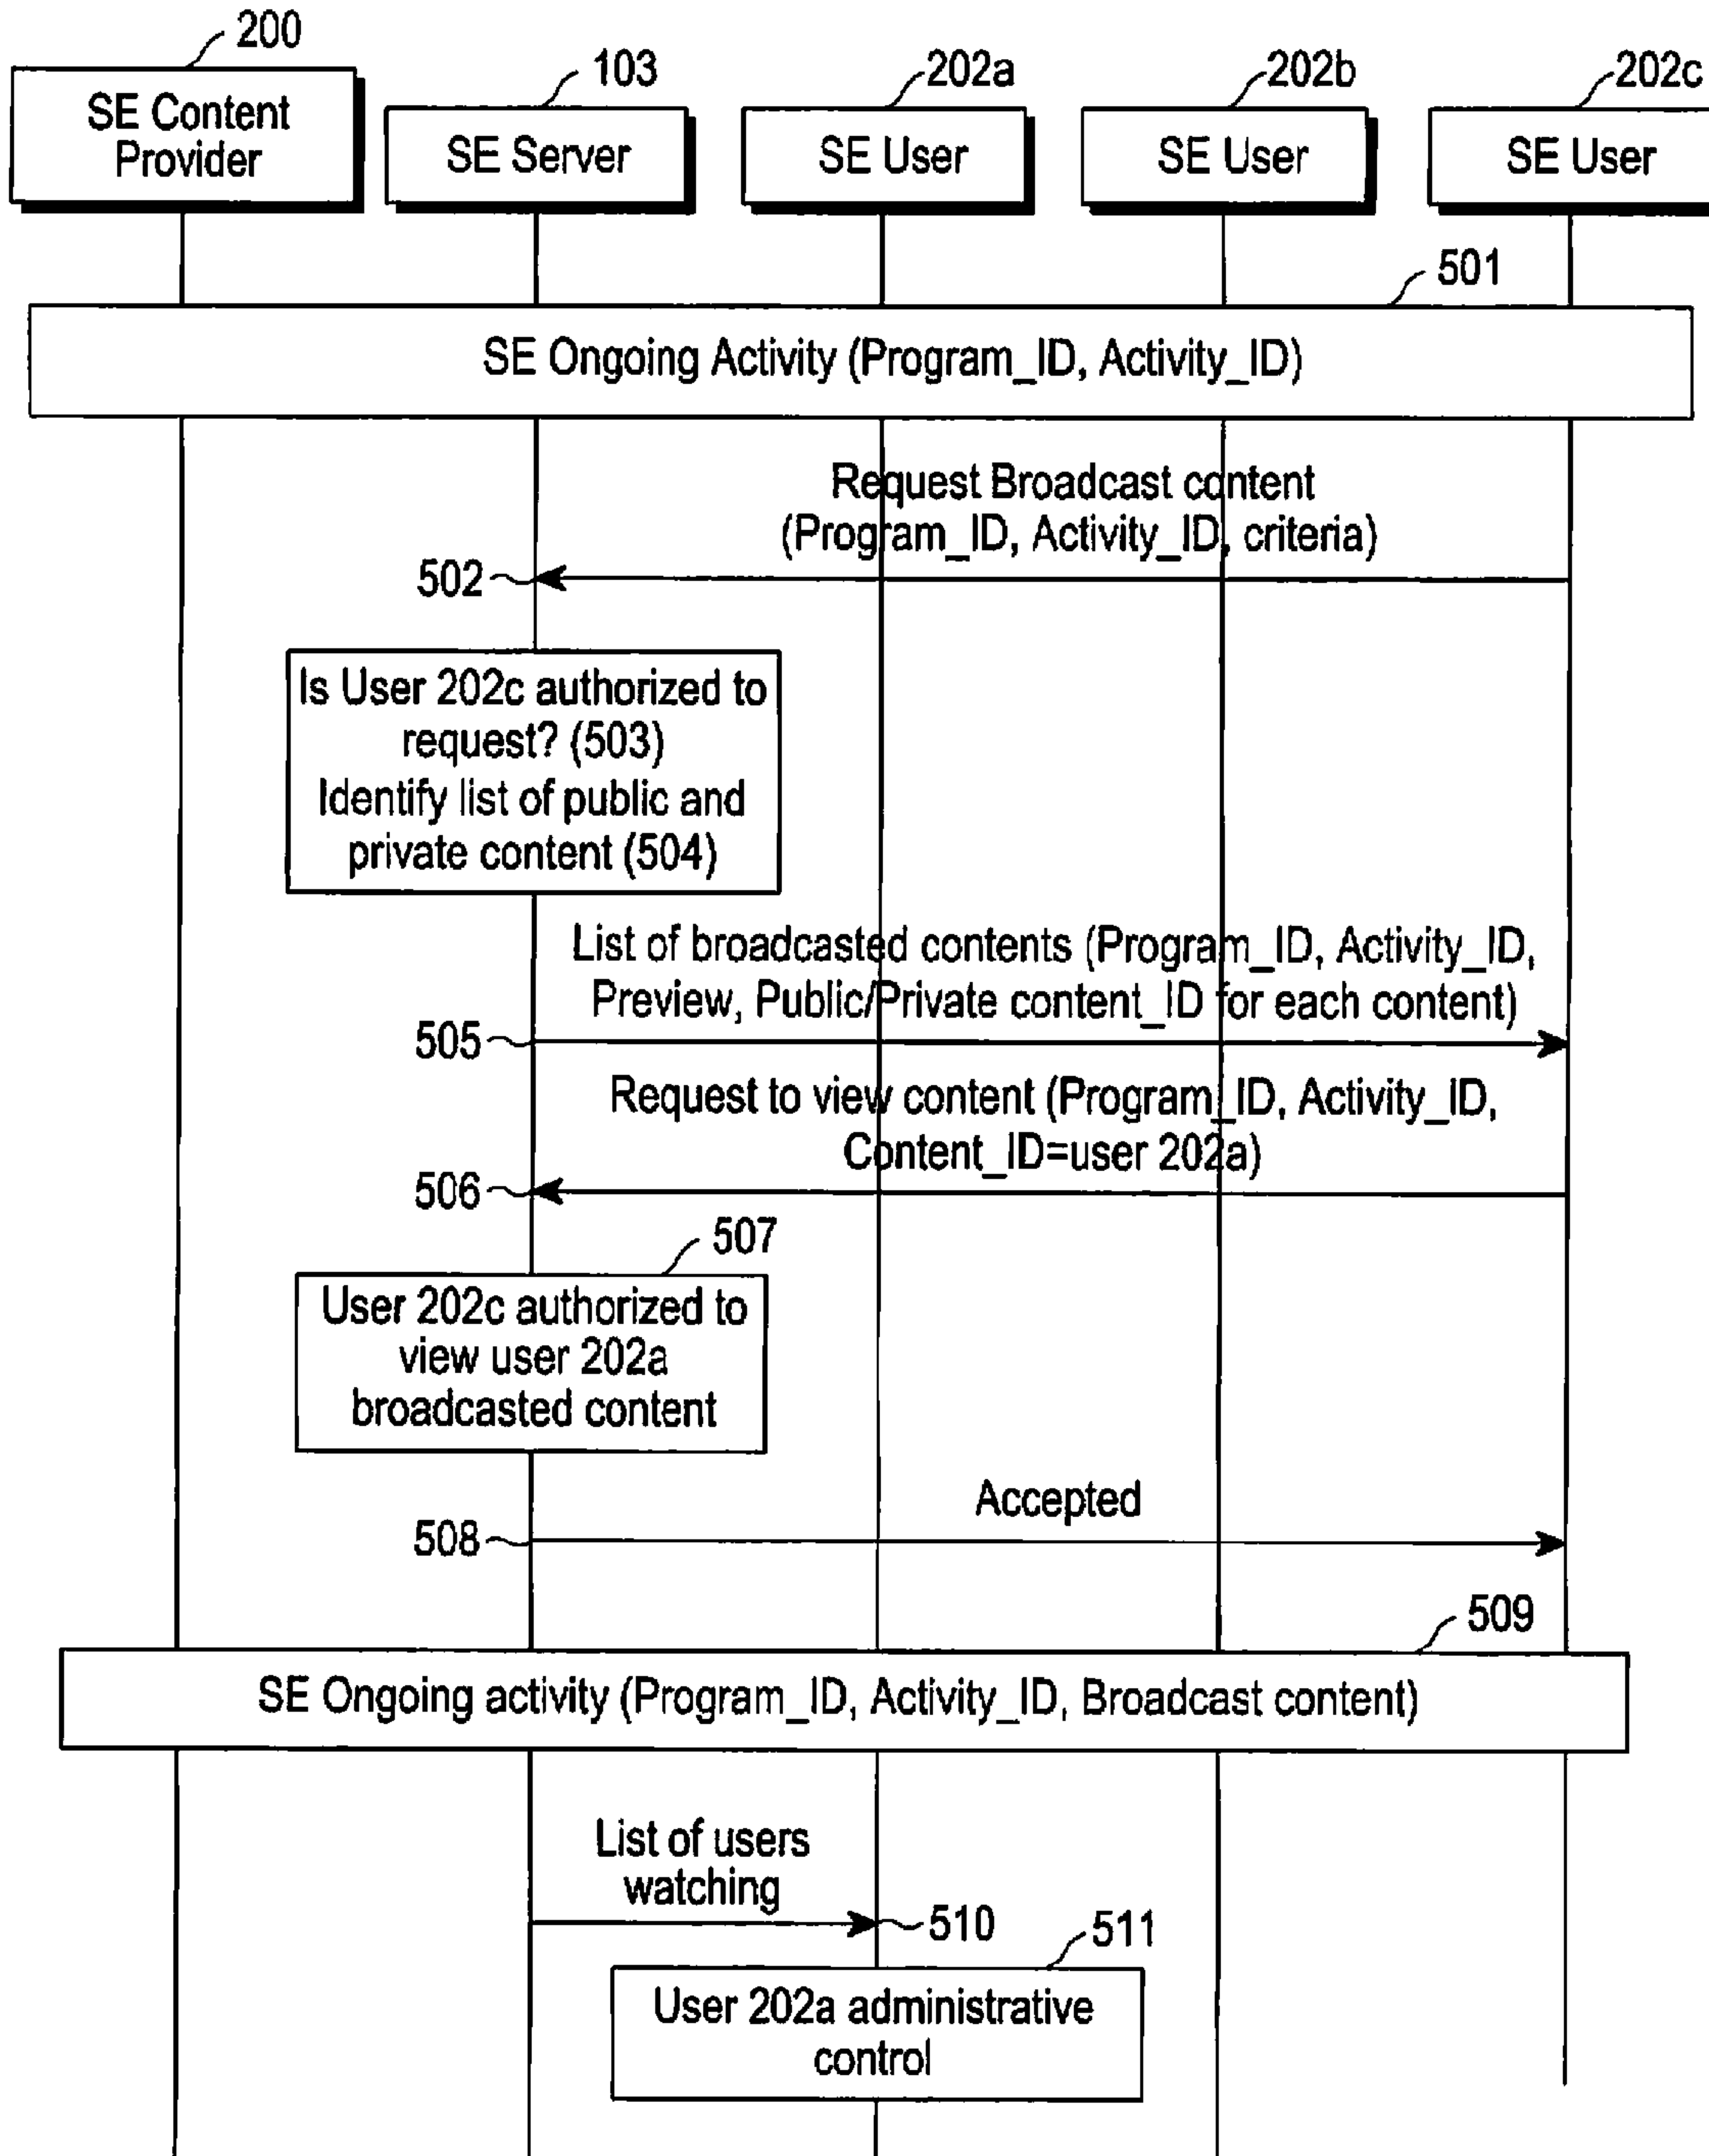 200
103
202a
202b
202c
SE Content
Provider
SE Server
SE User
SE User
SE User
501
SE Ongoing Activity (Program_ID, Activity_ID)
Request Broadcast content
(Program_ID, Activity_ID, criteria)
502
Is User 202c authorized to
request? (503)
Identify list of public and
private content (504)
List of broadcasted contents (Program_ID, Activity_ID,
Preview, Public/Private content_ID for each content)
505
Request to view content (Program_ID, Activity_ID,
Content_ID=user 202a)
506
507
User 202c authorized to
view user 202a
broadcasted content
Accepted
508
509
SE Ongoing activity (Program_ID, Activity_ID, Broadcast content)
List of users
watching
510
511
User 202a administrative
control